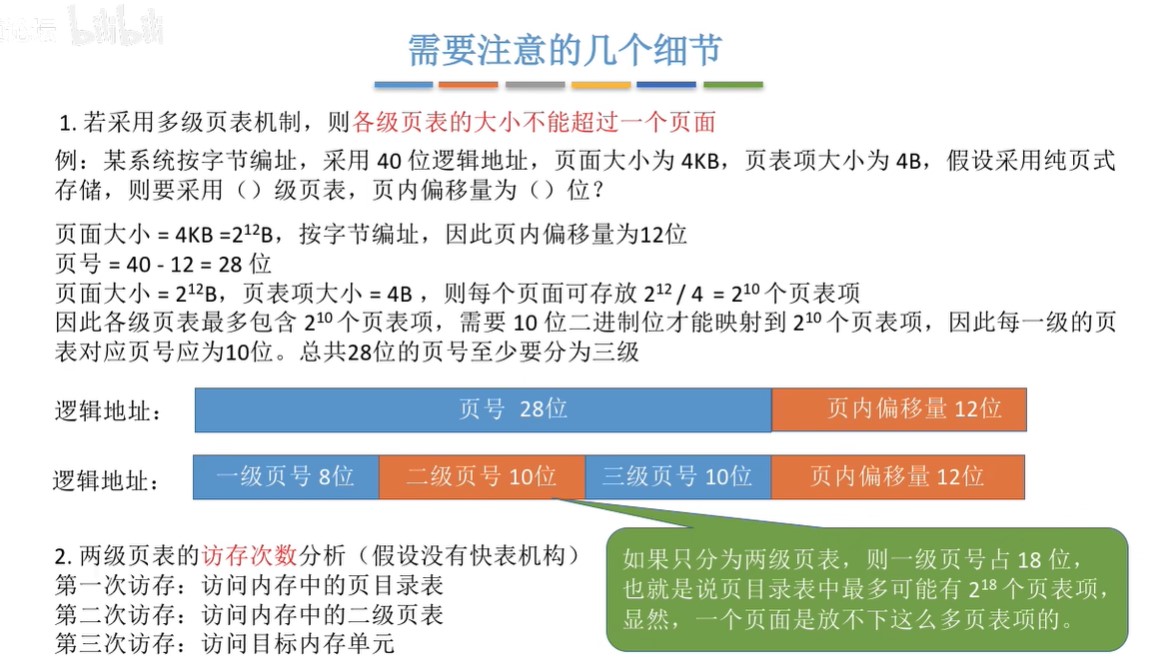 bilibili
需要注意的几个细节
1. 若采用多级页表机制，则各级页表的大小不能超过一个页面
例：某系统按字节编址，采用 40 位逻辑地址，页面大小为 4KB，页表项大小为 4B，假设采用纯页式
存储，则要采用（）级页表，页内偏移量为（）位？
页面大小 = 4KB =2¹²B，按字节编址，因此页内偏移量为12位
页号 = 40 - 12 = 28 位
页面大小 = 2¹²B，页表项大小 = 4B ，则每个页面可存放 2¹² / 4 = 2¹⁰ 个页表项
因此各级页表最多包含 2¹⁰ 个页表项，需要 10 位二进制位才能映射到 2¹⁰ 个页表项，因此每一级的页
表对应页号应为10位。总共28位的页号至少要分为三级
逻辑地址： 页号 28位 页内偏移量 12位
逻辑地址： 一级页号 8位 二级页号 10位 三级页号 10位 页内偏移量 12位
2. 两级页表的访存次数分析（假设没有快表机构）
第一次访存：访问内存中的页目录表
第二次访存：访问内存中的二级页表
第三次访存：访问目标内存单元
如果只分为两级页表，则一级页号占 18 位，
也就是说页目录表中最多可能有 2¹⁸ 个页表项，
显然，一个页面是放不下这么多页表项的。